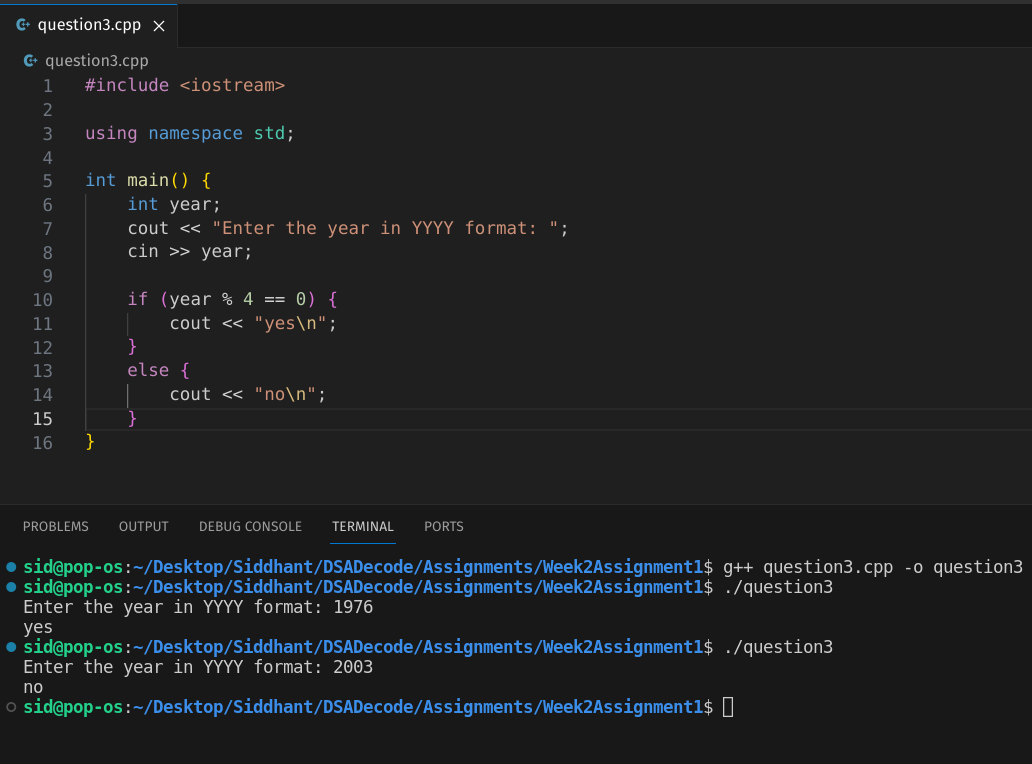 question3.cpp
question3.cpp
1 #include <iostream>
2
3 using namespace std;
4
5 int main() {
6     int year;
7     cout << "Enter the year in YYYY format: ";
8     cin >> year;
9
10     if (year % 4 == 0) {
11         cout << "yes\n";
12     }
13     else {
14         cout << "no\n";
15     }
16 }
PROBLEMS OUTPUT DEBUG CONSOLE TERMINAL PORTS
sid@pop-os:~/Desktop/Siddhant/DSADecode/Assignments/Week2Assignment1$ g++ question3.cpp -o question3
sid@pop-os:~/Desktop/Siddhant/DSADecode/Assignments/Week2Assignment1$ ./question3
Enter the year in YYYY format: 1976
yes
sid@pop-os:~/Desktop/Siddhant/DSADecode/Assignments/Week2Assignment1$ ./question3
Enter the year in YYYY format: 2003
no
sid@pop-os:~/Desktop/Siddhant/DSADecode/Assignments/Week2Assignment1$